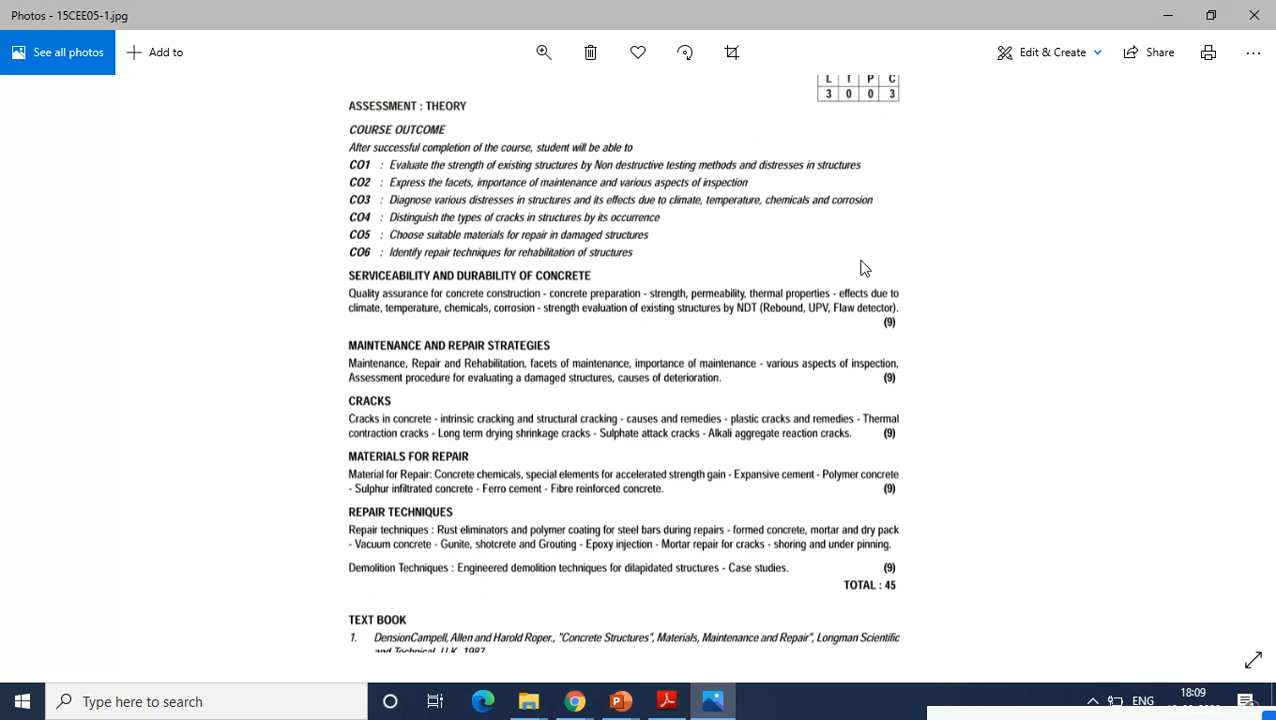 Photos - 15CEE05-1.jpg
See all photos
Add to
Edit & Create
Share
L T P C
3 0 0 3
ASSESSMENT : THEORY
COURSE OUTCOME
After successful completion of the course, student will be able to
CO1 : Evaluate the strength of existing structures by Non destructive testing methods and distresses in structures
CO2 : Express the facets, importance of maintenance and various aspects of inspection
CO3 : Diagnose various distresses in structures and its effects due to climate, temperature, chemicals and corrosion
CO4 : Distinguish the types of cracks in structures by its occurrence
CO5 : Choose suitable materials for repair in damaged structures
CO6 : Identify repair techniques for rehabilitation of structures
SERVICEABILITY AND DURABILITY OF CONCRETE
Quality assurance for concrete construction - concrete preparation - strength, permeability, thermal properties - effects due to
climate, temperature, chemicals, corrosion - strength evaluation of existing structures by NDT (Rebound, UPV, Flaw detector).
(9)
MAINTENANCE AND REPAIR STRATEGIES
Maintenance, Repair and Rehabilitation, facets of maintenance, importance of maintenance - various aspects of inspection,
Assessment procedure for evaluating a damaged structures, causes of deterioration. (9)
CRACKS
Cracks in concrete - intrinsic cracking and structural cracking - causes and remedies - plastic cracks and remedies - Thermal
contraction cracks - Long term drying shrinkage cracks - Sulphate attack cracks - Alkali aggregate reaction cracks. (9)
MATERIALS FOR REPAIR
Material for Repair: Concrete chemicals, special elements for accelerated strength gain - Expansive cement - Polymer concrete
- Sulphur infiltrated concrete - Ferro cement - Fibre reinforced concrete. (9)
REPAIR TECHNIQUES
Repair techniques : Rust eliminators and polymer coating for steel bars during repairs - formed concrete, mortar and dry pack
- Vacuum concrete - Gunite, shotcrete and Grouting - Epoxy injection - Mortar repair for cracks - shoring and under pinning.
Demolition Techniques : Engineered demolition techniques for dilapidated structures - Case studies. (9)
TOTAL : 45
TEXT BOOK
1. DensionCampell, Allen and Harold Roper., "Concrete Structures", Materials, Maintenance and Repair", Longman Scientific
and Technical, U.K, 1987
Type here to search
ENG
18:09